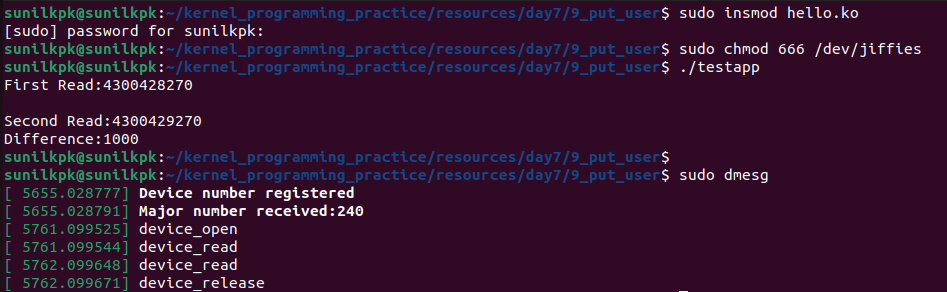 sunilkpk@sunilkpk:~/kernel_programming_practice/resources/day7/9_put_user$ sudo insmod hello.ko
[sudo] password for sunilkpk:
sunilkpk@sunilkpk:~/kernel_programming_practice/resources/day7/9_put_user$ sudo chmod 666 /dev/jiffies
sunilkpk@sunilkpk:~/kernel_programming_practice/resources/day7/9_put_user$ ./testapp
First Read:4300428270
Second Read:4300429270
Difference:1000
sunilkpk@sunilkpk:~/kernel_programming_practice/resources/day7/9_put_user$
sunilkpk@sunilkpk:~/kernel_programming_practice/resources/day7/9_put_user$ sudo dmesg
[ 5655.028777] Device number registered
[ 5655.028791] Major number received:240
[ 5761.099525] device_open
[ 5761.099544] device_read
[ 5762.099648] device_read
[ 5762.099671] device_release